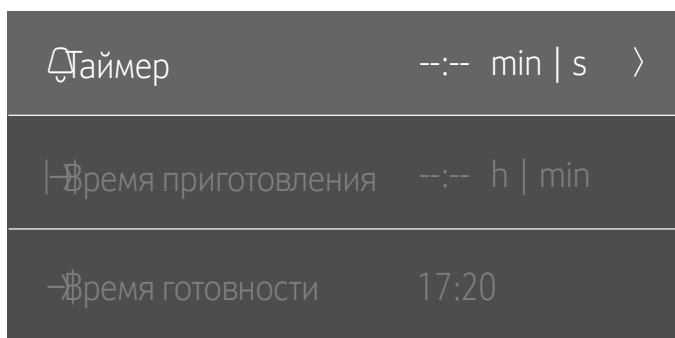 Таймер --:-- min | s
Время приготовления --:-- h | min
Время готовности 17:20